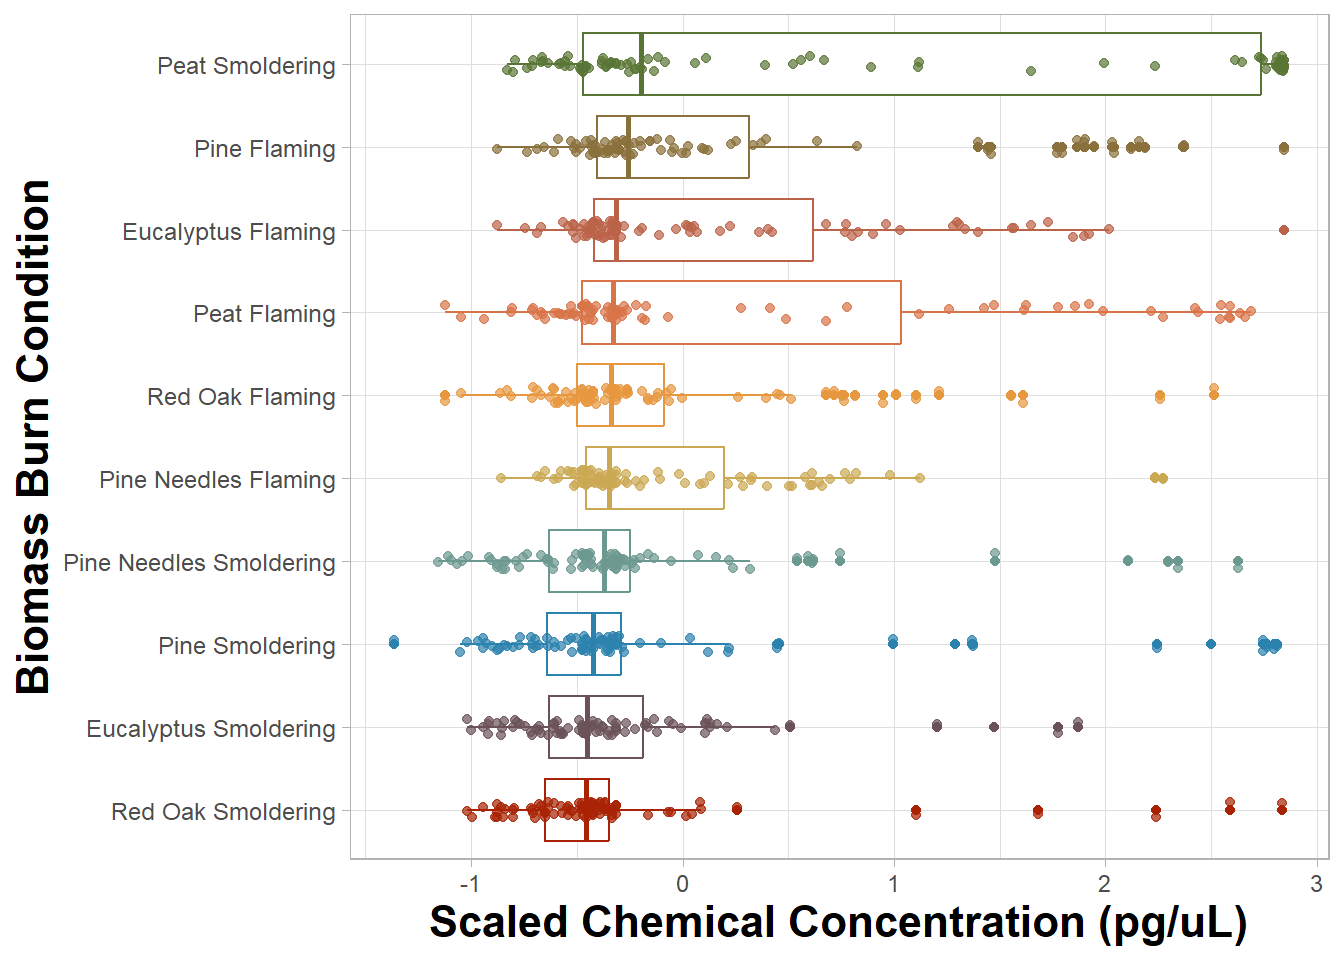 Biomass Burn Condition
Peat Smoldering
Pine Flaming
Eucalyptus Flaming
Peat Flaming
Red Oak Flaming
Pine Needles Flaming
Pine Needles Smoldering
Pine Smoldering
Eucalyptus Smoldering
Red Oak Smoldering
-1 0 1 2 3
Scaled Chemical Concentration (pg/uL)